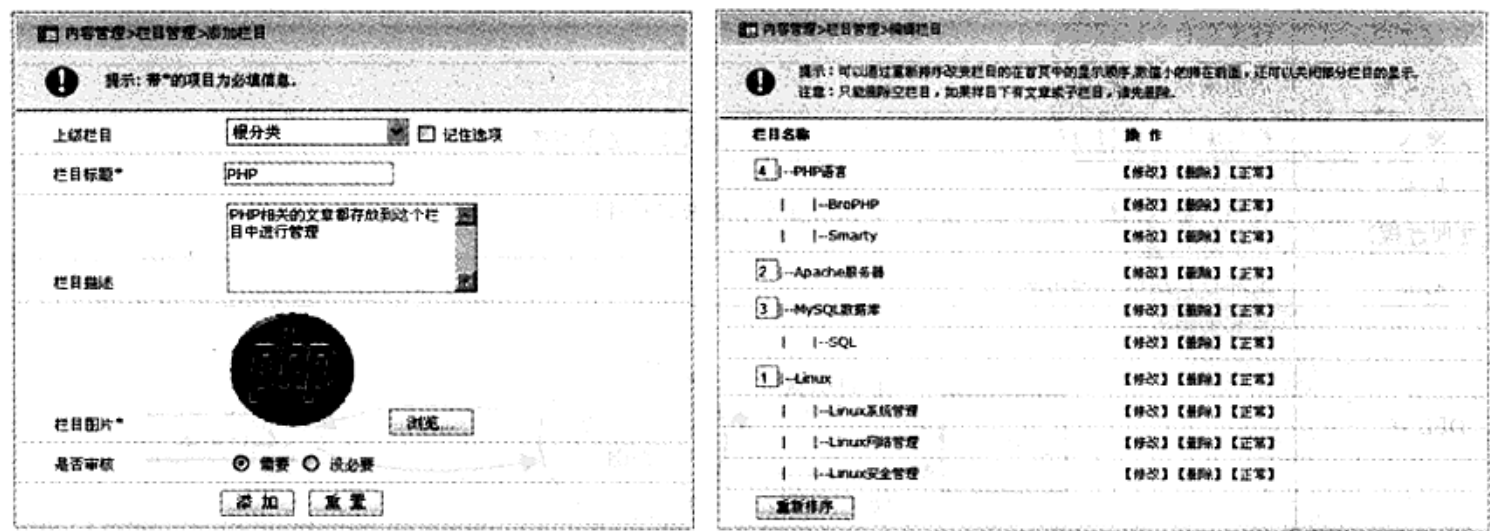 内容管理>栏目管理>添加栏目
提示: 带*的项目为必填信息.
上级栏目 根分类 记住选项
栏目标题* PHP
PHP相关的文章都存放到这个栏
目中进行管理
栏目描述
栏目图片* 浏览...
是否审核 需要 没必要
添 加 重 置
内容管理>栏目管理>编辑栏目
提示：可以通过重新排序改变栏目的在首页中的显示顺序,数值小的排在前面，还可以关闭部分栏目的显示.
注意：只能删除空栏目，如果栏目下有文章或子栏目，请先删除.
栏目名称 操 作
4 |--PHP语言 【修改】【删除】【正常】
| |--BroPHP 【修改】【删除】【正常】
| |--Smarty 【修改】【删除】【正常】
2 |--Apache服务器 【修改】【删除】【正常】
3 |--MySQL数据库 【修改】【删除】【正常】
| |--SQL 【修改】【删除】【正常】
1 |--Linux 【修改】【删除】【正常】
| |--Linux系统管理 【修改】【删除】【正常】
| |--Linux网络管理 【修改】【删除】【正常】
| |--Linux安全管理 【修改】【删除】【正常】
重新排序